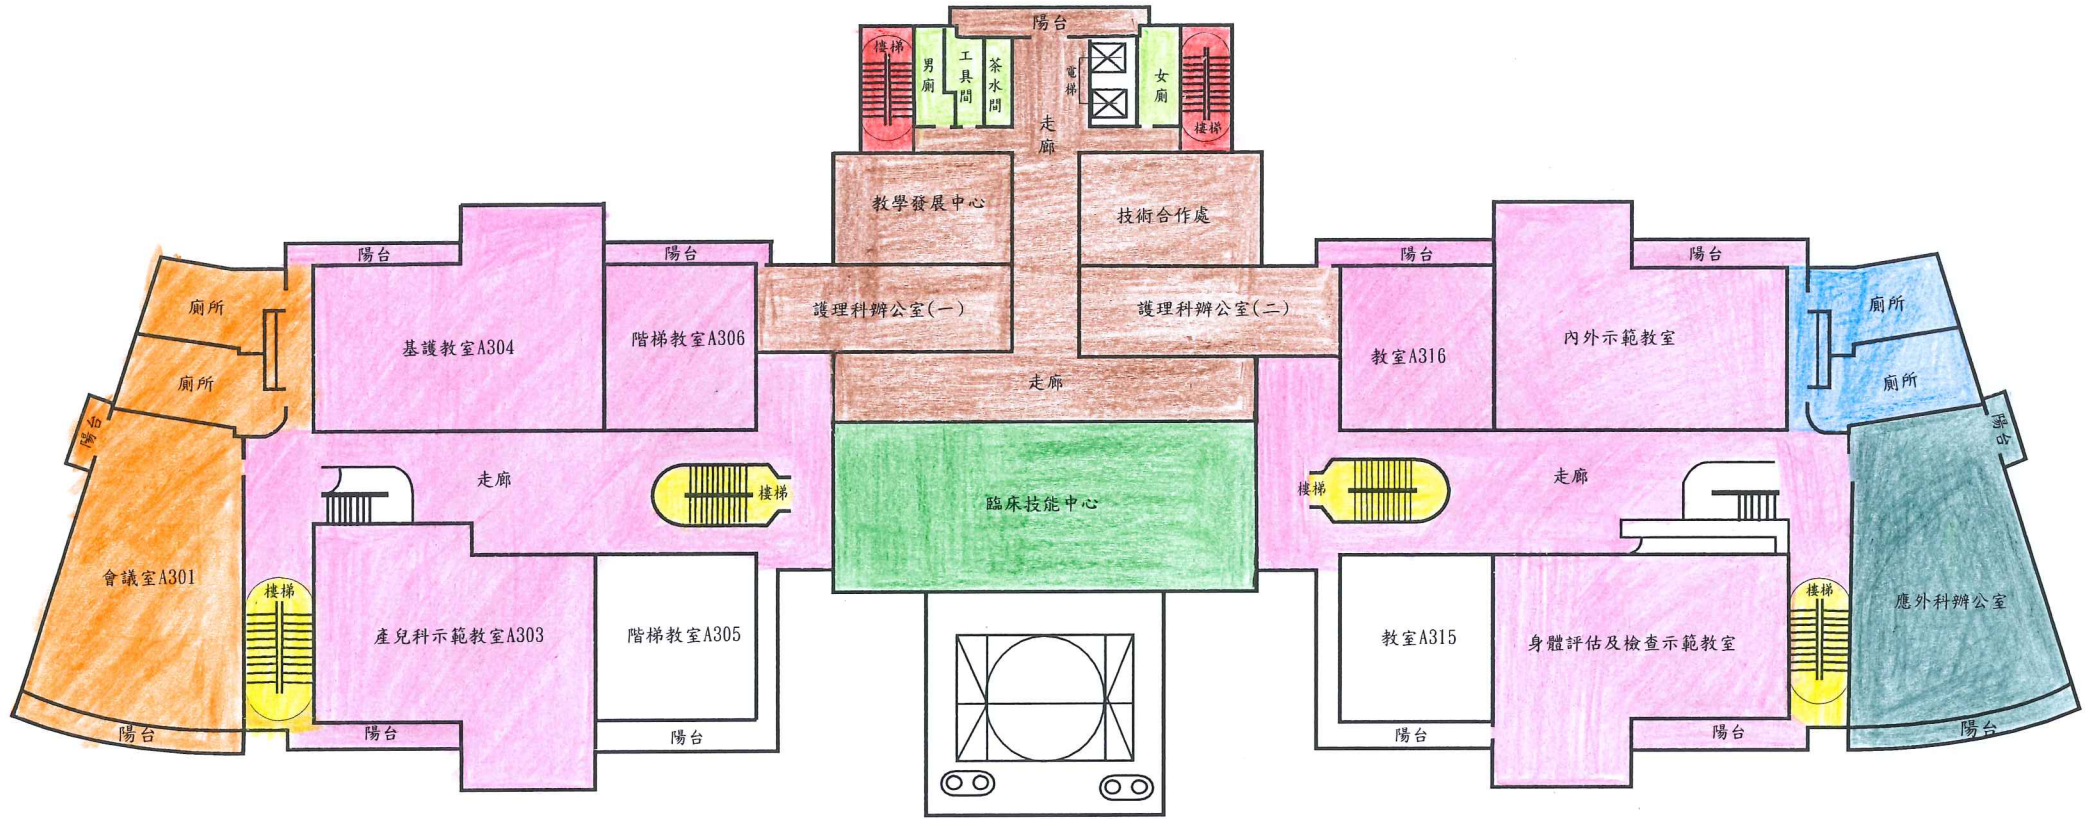 陽台
樓梯
男廁
工具間
茶水間
電梯
女廁
樓梯
走廊
教學發展中心
技術合作處
陽台
陽台
陽台
陽台
廁所
護理科辦公室(一)
護理科辦公室(二)
廁所
基護教室A304
階梯教室A306
教室A316
內外示範教室
廁所
走廊
廁所
陽台
陽台
走廊
樓梯
臨床技能中心
樓梯
走廊
會議室A301
樓梯
產兒科示範教室A303
階梯教室A305
教室A315
身體評估及檢查示範教室
樓梯
應外科辦公室
陽台
陽台
陽台
陽台
陽台
陽台